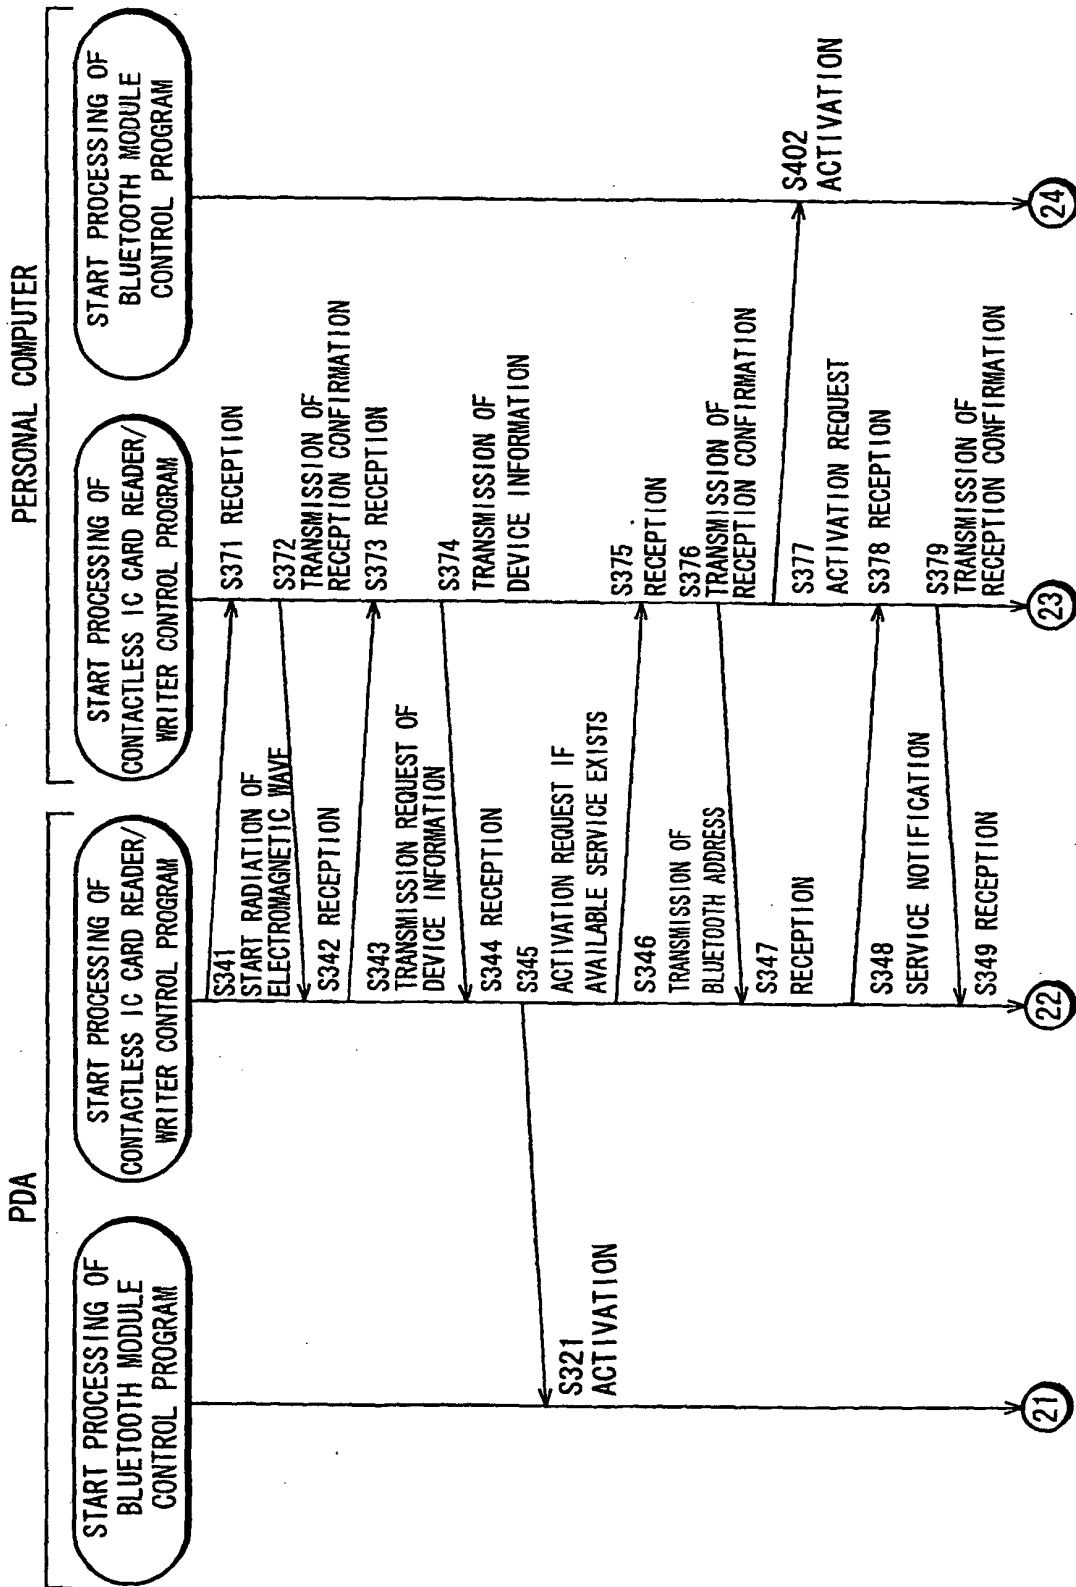 PDA
PERSONAL COMPUTER
START PROCESSING OF
BLUETOOTH MODULE
CONTROL PROGRAM
START PROCESSING OF
CONTACTLESS IC CARD READER/
WRITER CONTROL PROGRAM
START PROCESSING OF
CONTACTLESS IC CARD READER/
WRITER CONTROL PROGRAM
START PROCESSING OF
BLUETOOTH MODULE
CONTROL PROGRAM
S321
ACTIVATION
S341
START RADIATION OF
ELECTROMAGNETIC WAVE
S342 RECEPTION
S343
TRANSMISSION REQUEST OF
DEVICE INFORMATION
S344 RECEPTION
S345
ACTIVATION REQUEST IF
AVAILABLE SERVICE EXISTS
S346
TRANSMISSION OF
BLUETOOTH ADDRESS
S347
RECEPTION
S348
SERVICE NOTIFICATION
S349 RECEPTION
S371 RECEPTION
S372
TRANSMISSION OF
RECEPTION CONFIRMATION
S373 RECEPTION
S374
TRANSMISSION OF
DEVICE INFORMATION
S375
RECEPTION
S376
TRANSMISSION OF
RECEPTION CONFIRMATION
S377
ACTIVATION REQUEST
S378 RECEPTION
S379
TRANSMISSION OF
RECEPTION CONFIRMATION
S402
ACTIVATION
21
22
23
24